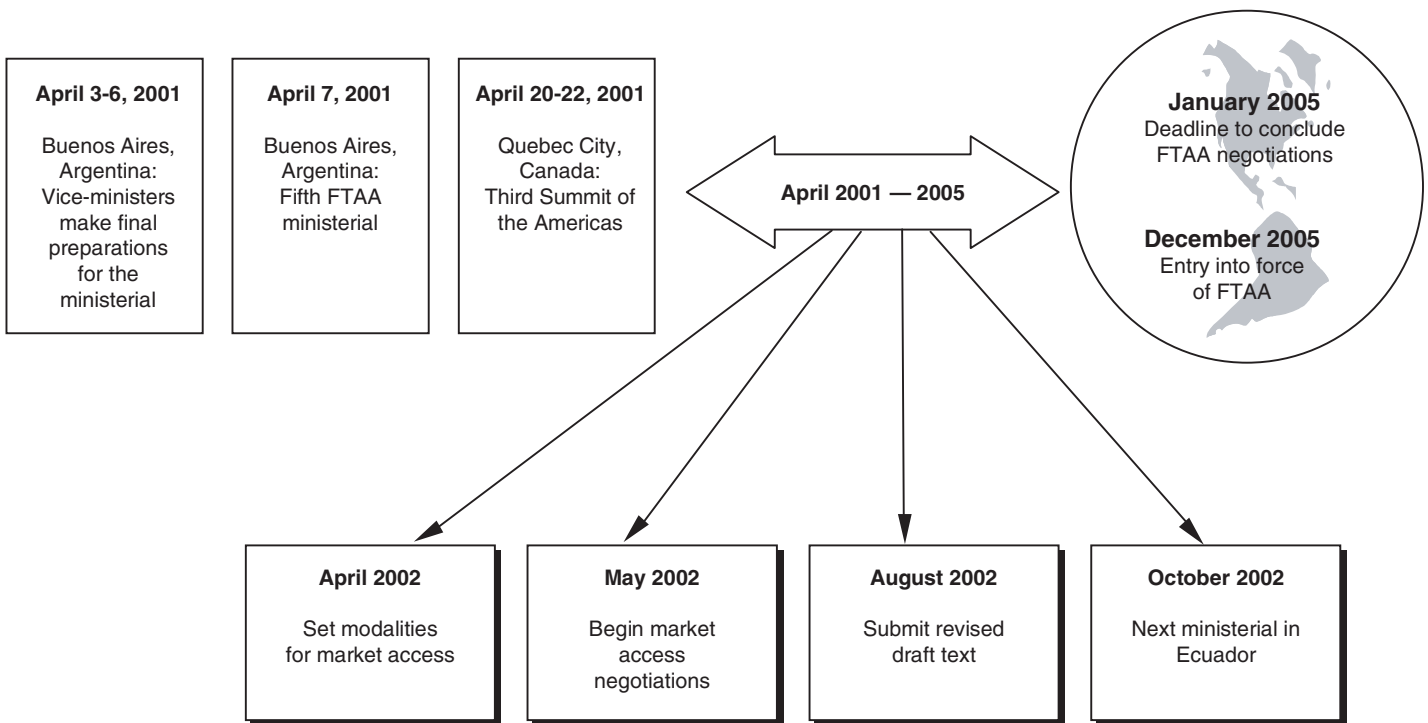 April 3-6, 2001
Buenos Aires,
Argentina:
Vice-ministers
make final
preparations
for the
ministerial
April 7, 2001
Buenos Aires,
Argentina:
Fifth FTAA
ministerial
April 20-22, 2001
Quebec City,
Canada:
Third Summit of
the Americas
April 2001 — 2005
January 2005
Deadline to conclude
FTAA negotiations
December 2005
Entry into force
of FTAA
April 2002
Set modalities
for market access
May 2002
Begin market
access
negotiations
August 2002
Submit revised
draft text
October 2002
Next ministerial in
Ecuador